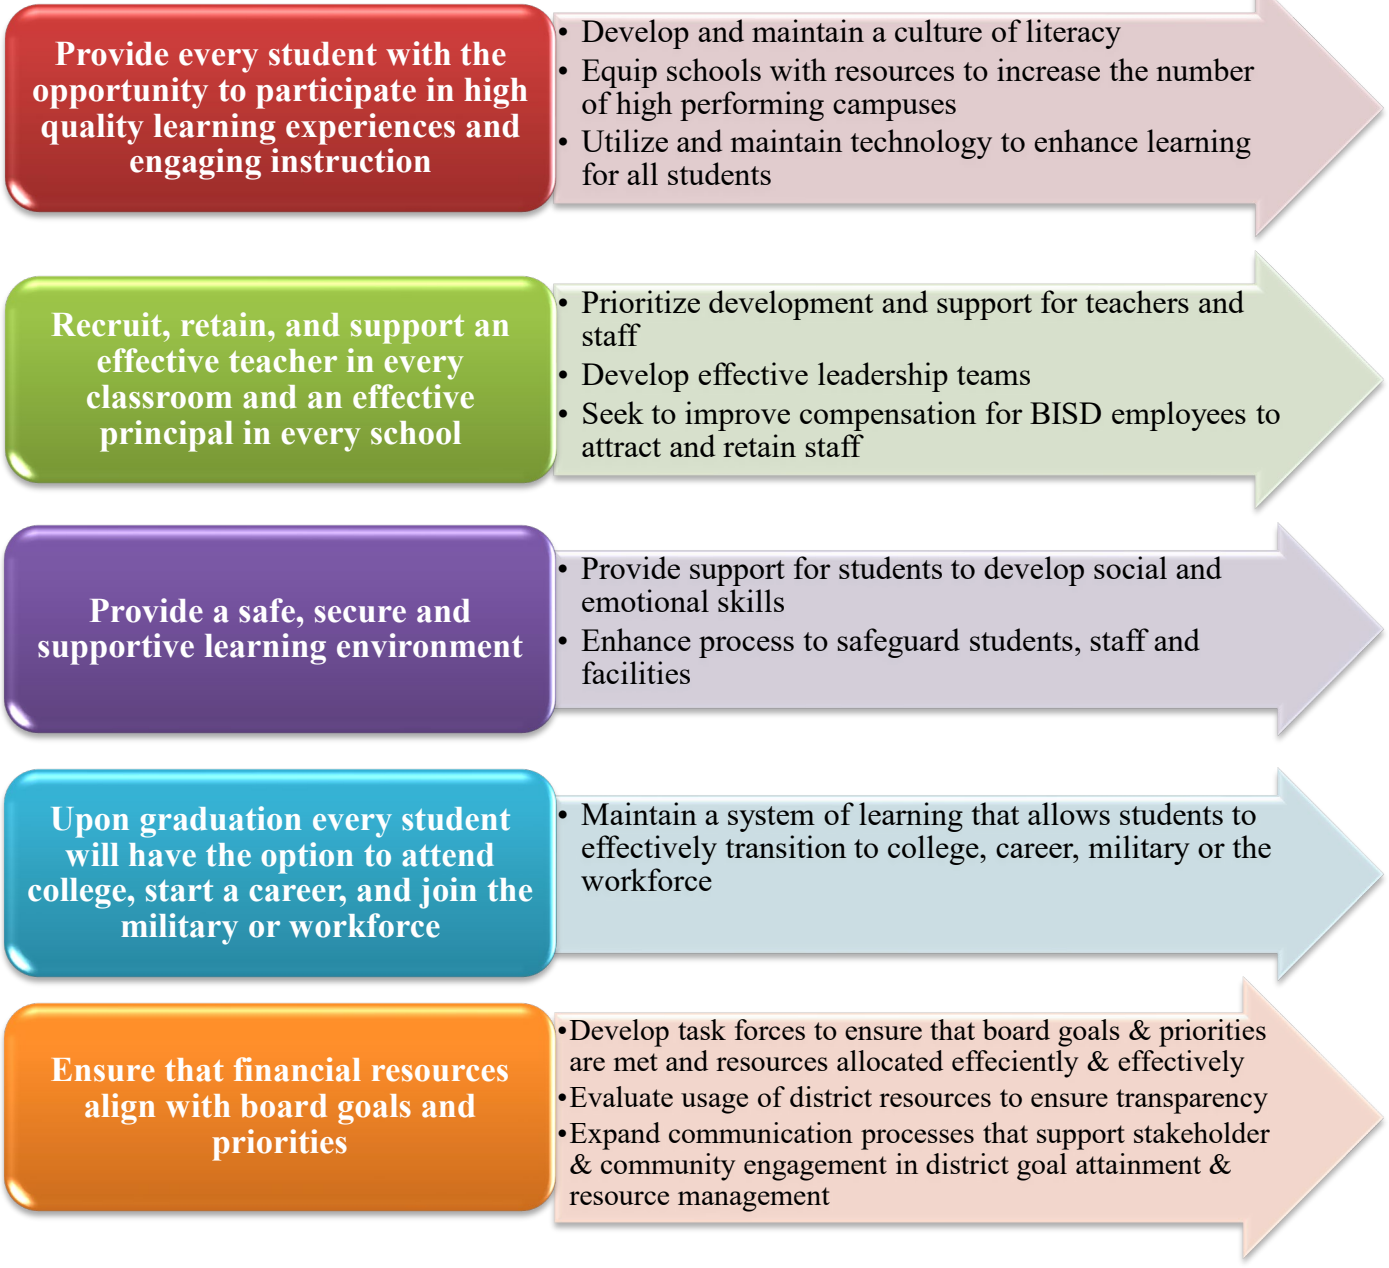 Provide every student with the
opportunity to participate in high
quality learning experiences and
engaging instruction
• Develop and maintain a culture of literacy
• Equip schools with resources to increase the number
of high performing campuses
• Utilize and maintain technology to enhance learning
for all students
Recruit, retain, and support an
effective teacher in every
classroom and an effective
principal in every school
• Prioritize development and support for teachers and
staff
• Develop effective leadership teams
• Seek to improve compensation for BISD employees to
attract and retain staff
Provide a safe, secure and
supportive learning environment
• Provide support for students to develop social and
emotional skills
• Enhance process to safeguard students, staff and
facilities
Upon graduation every student
will have the option to attend
college, start a career, and join the
military or workforce
• Maintain a system of learning that allows students to
effectively transition to college, career, military or the
workforce
Ensure that financial resources
align with board goals and
priorities
•Develop task forces to ensure that board goals & priorities
are met and resources allocated effeciently & effectively
•Evaluate usage of district resources to ensure transparency
•Expand communication processes that support stakeholder
& community engagement in district goal attainment &
resource management